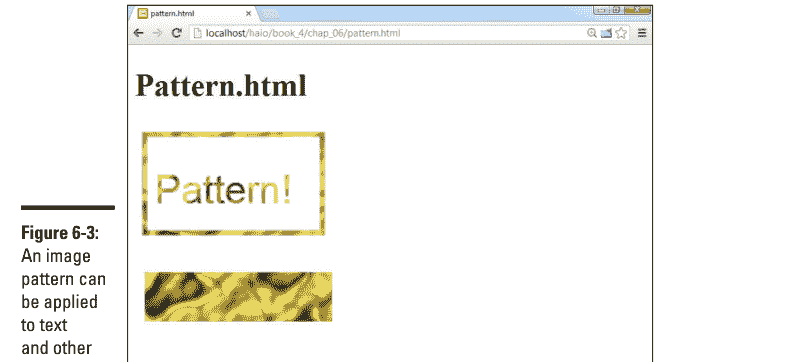 pattern.html
localhost/haio/book_4/chap_06/pattern.html
Pattern.html
Pattern!
Figure 6-3:
An image
pattern can
be applied
to text
and other